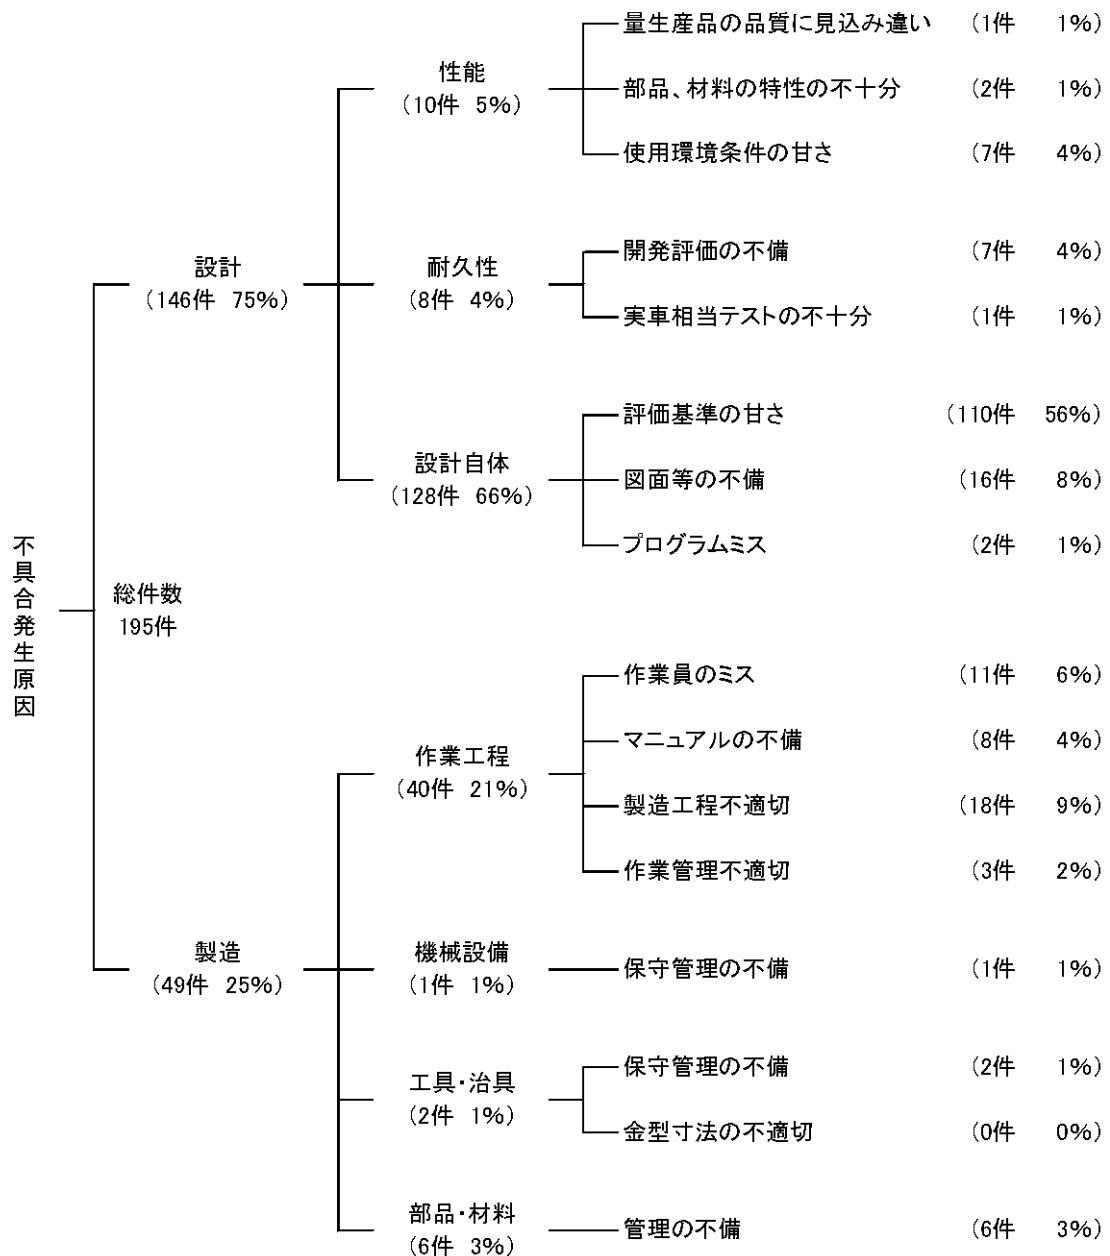 不具合発生原因
総件数
195件
設計
(146件 75%)
性能
(10件 5%)
量生産品の品質に見込み違い (1件 1%)
部品、材料の特性の不十分 (2件 1%)
使用環境条件の甘さ (7件 4%)
耐久性
(8件 4%)
開発評価の不備 (7件 4%)
実車相当テストの不十分 (1件 1%)
設計自体
(128件 66%)
評価基準の甘さ (110件 56%)
図面等の不備 (16件 8%)
プログラムミス (2件 1%)
製造
(49件 25%)
作業工程
(40件 21%)
作業員のミス (11件 6%)
マニュアルの不備 (8件 4%)
製造工程不適切 (18件 9%)
作業管理不適切 (3件 2%)
機械設備
(1件 1%)
保守管理の不備 (1件 1%)
工具・治具
(2件 1%)
保守管理の不備 (2件 1%)
金型寸法の不適切 (0件 0%)
部品・材料
(6件 3%)
管理の不備 (6件 3%)